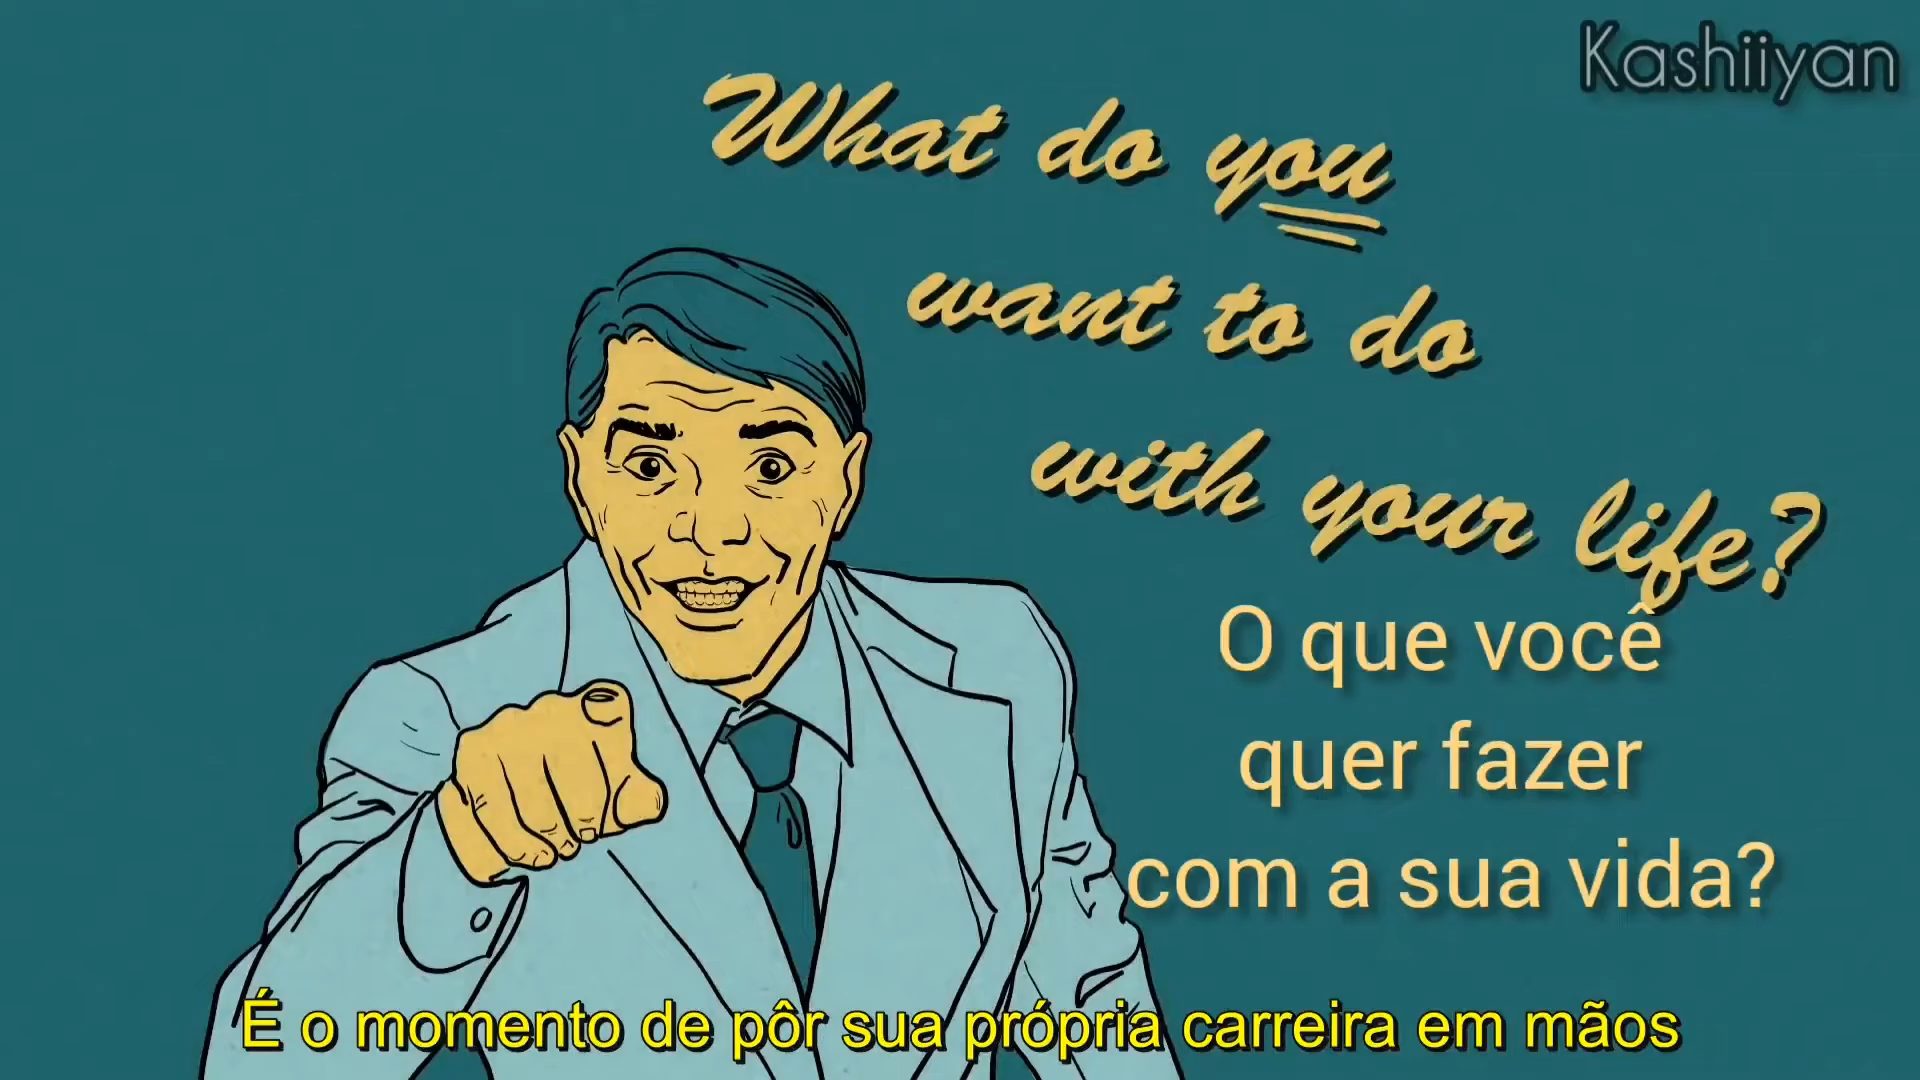 Kashiiyan
What do you
want to do
with your life?
O que você
quer fazer
com a sua vida?
É o momento de pôr sua própria carreira em mãos